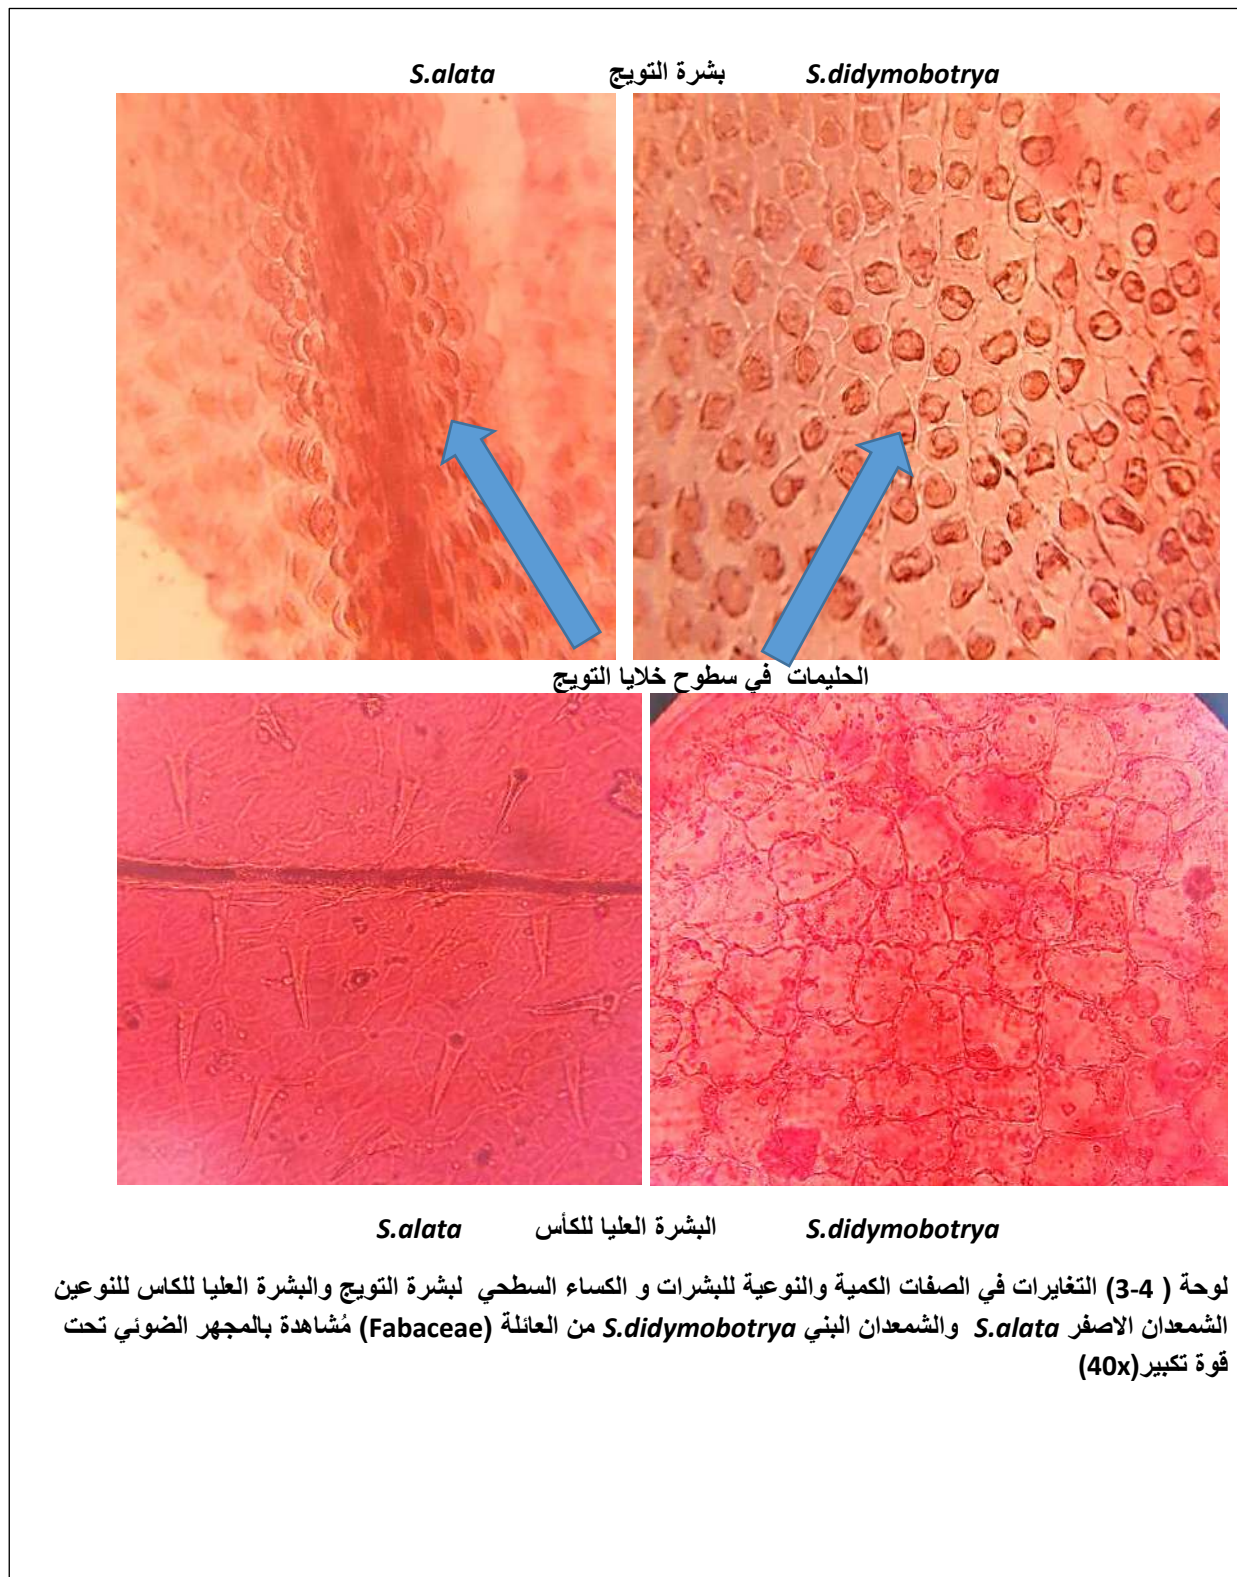 S.didymobotrya بشرة التويج S.alata
الحليمات في سطوح خلايا التويج
S.didymobotrya البشرة العليا للكأس S.alata
لوحة ( 3-4) التغايرات في الصفات الكمية والنوعية للبشرات و الكساء السطحي لبشرة التويج والبشرة العليا للكاس للنوعين
الشمعدان الاصفر S.alata والشمعدان البني S.didymobotrya من العائلة (Fabaceae) مُشاهدة بالمجهر الضوئي تحت
قوة تكبير(40x)